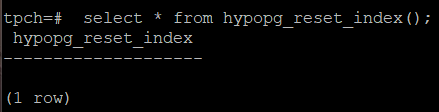 tpch=#  select * from hypopg_reset_index();
 hypopg_reset_index
--------------------
(1 row)